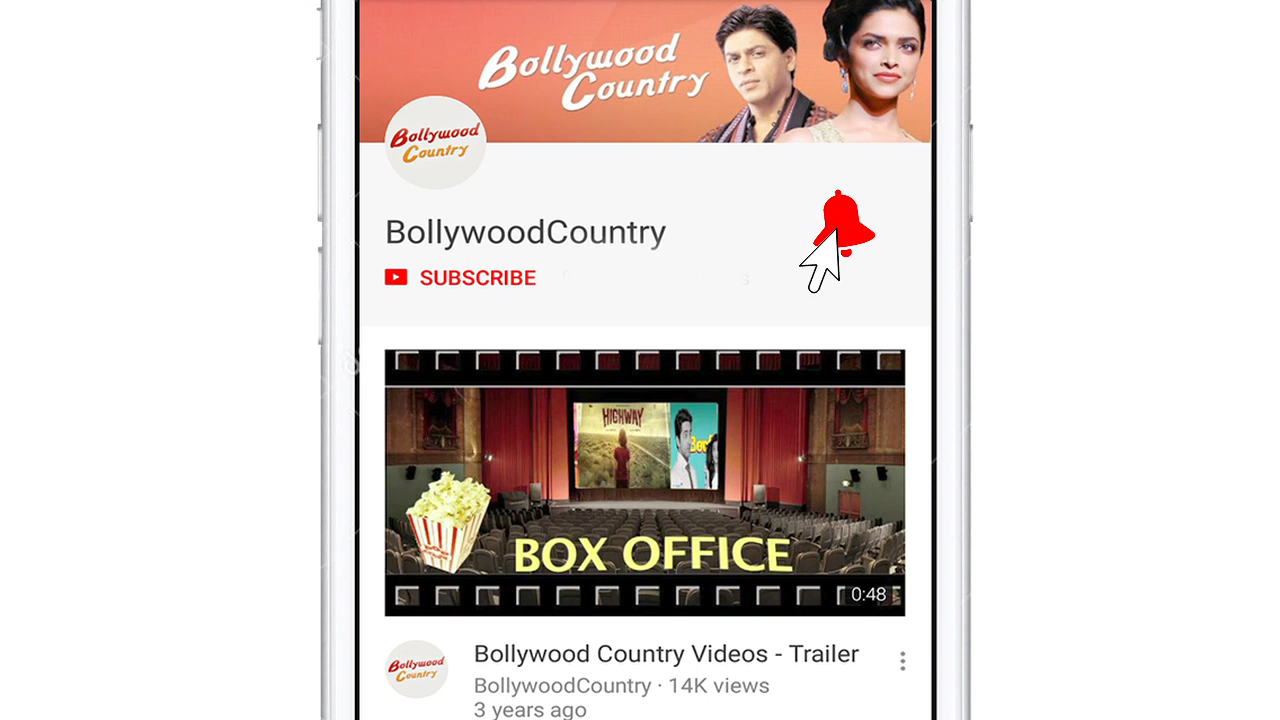 Bollywood
Country
Bollywood
Country
BollywoodCountry
SUBSCRIBE
HIGHWAY
BOX OFFICE
0:48
Bollywood
Country
Bollywood Country Videos - Trailer
BollywoodCountry · 14K views
3 years ago